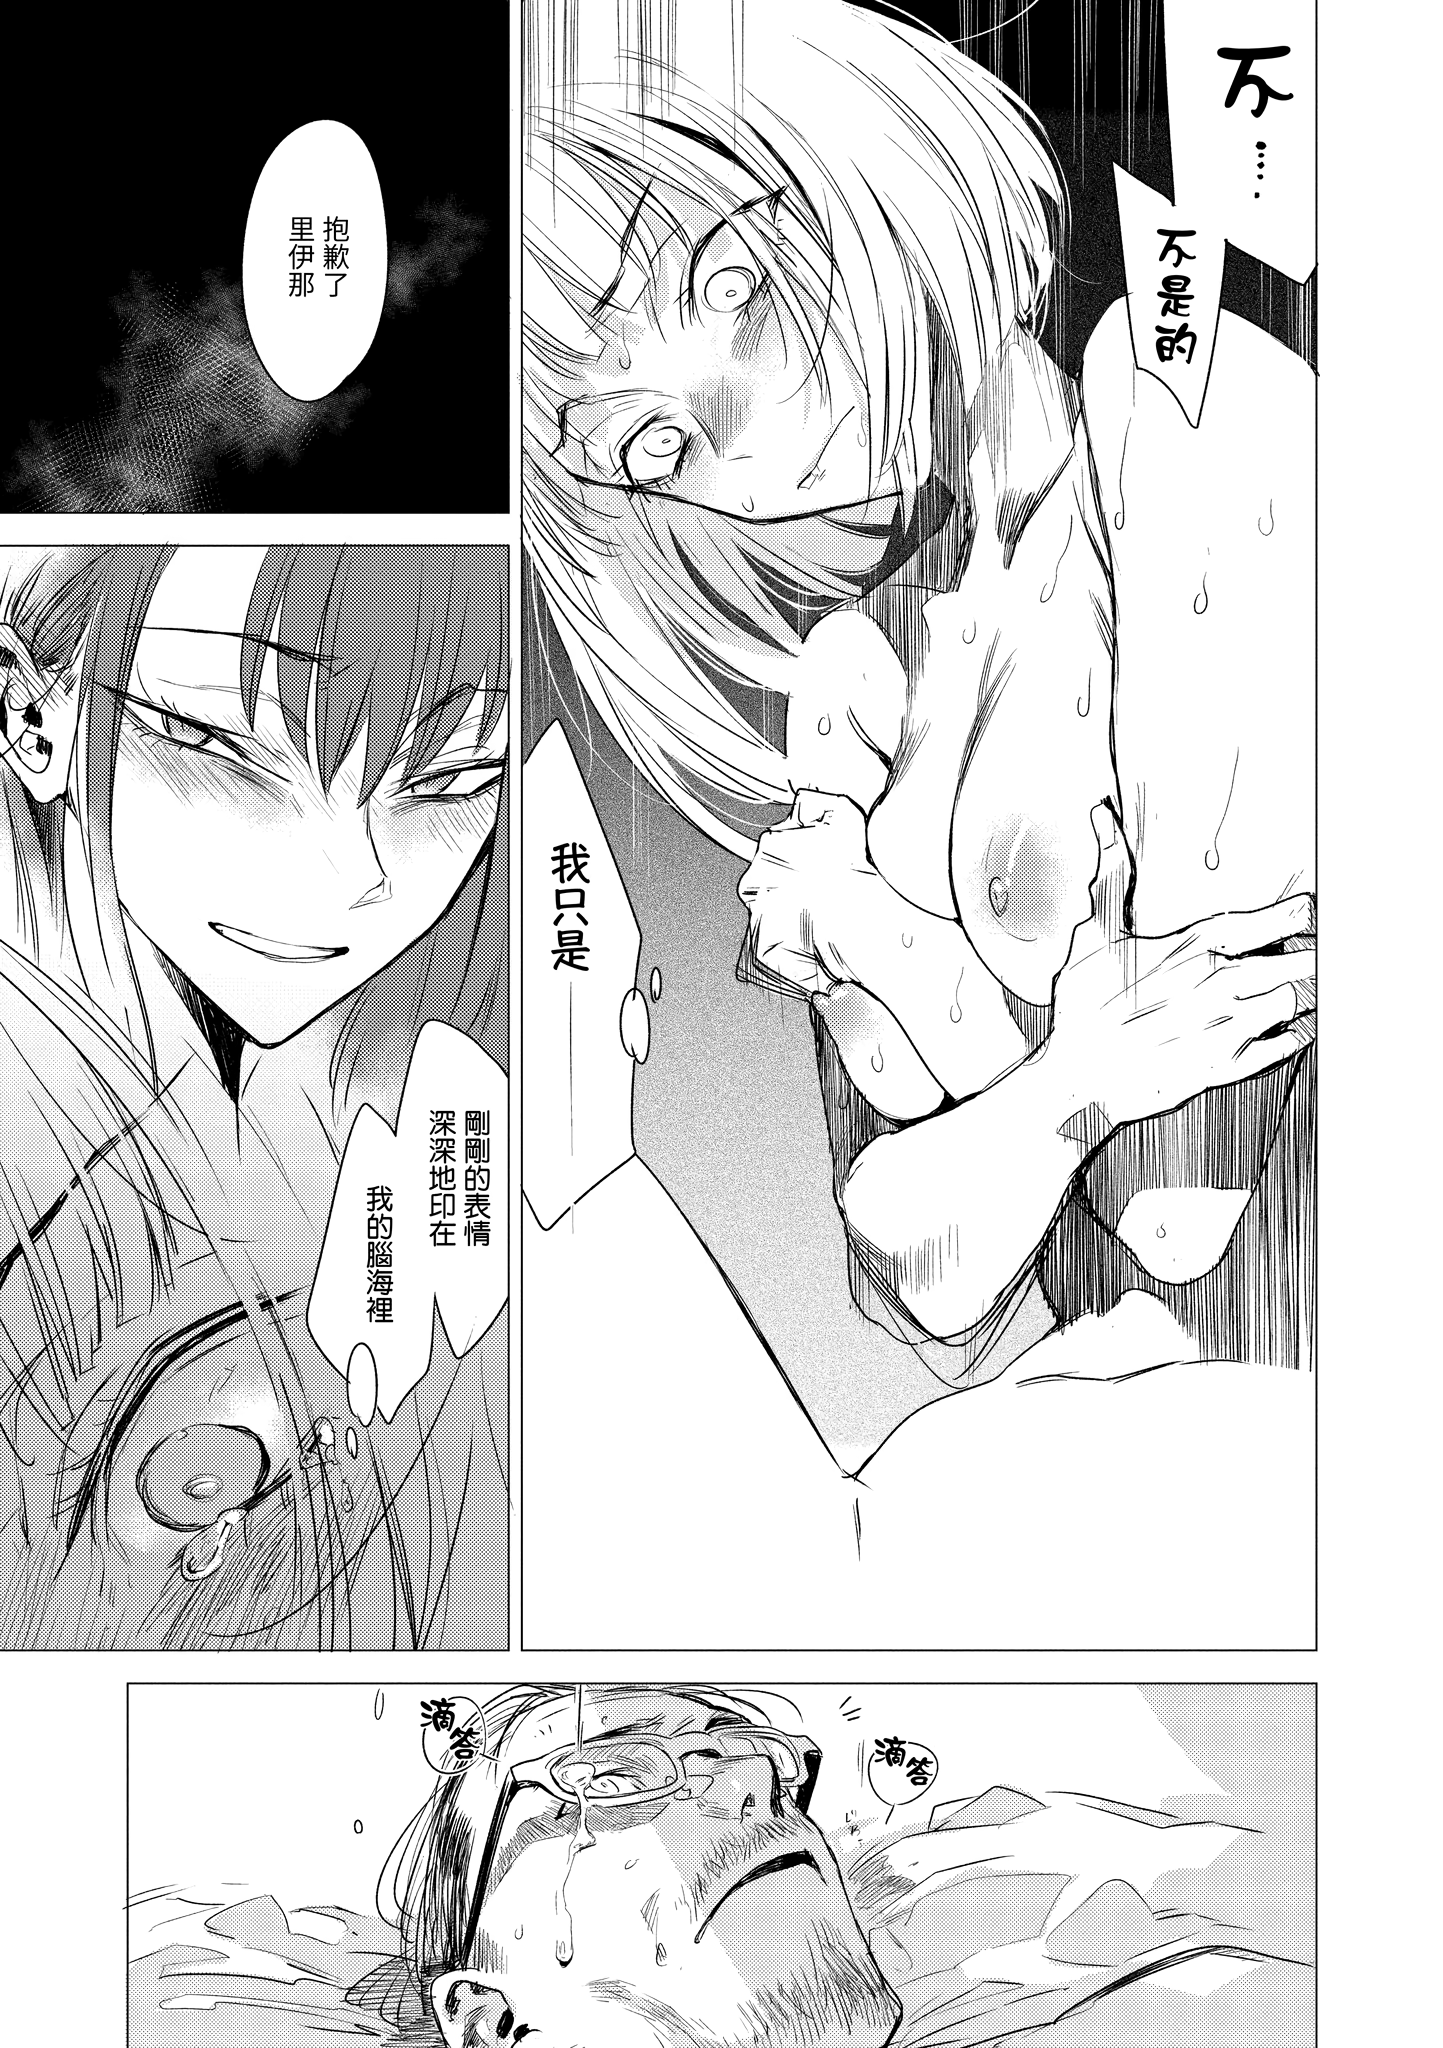 不……
不是的
我只是
抱歉了
里伊那
剛剛的表情
深深地印在
我的腦海裡
滴答
滴答